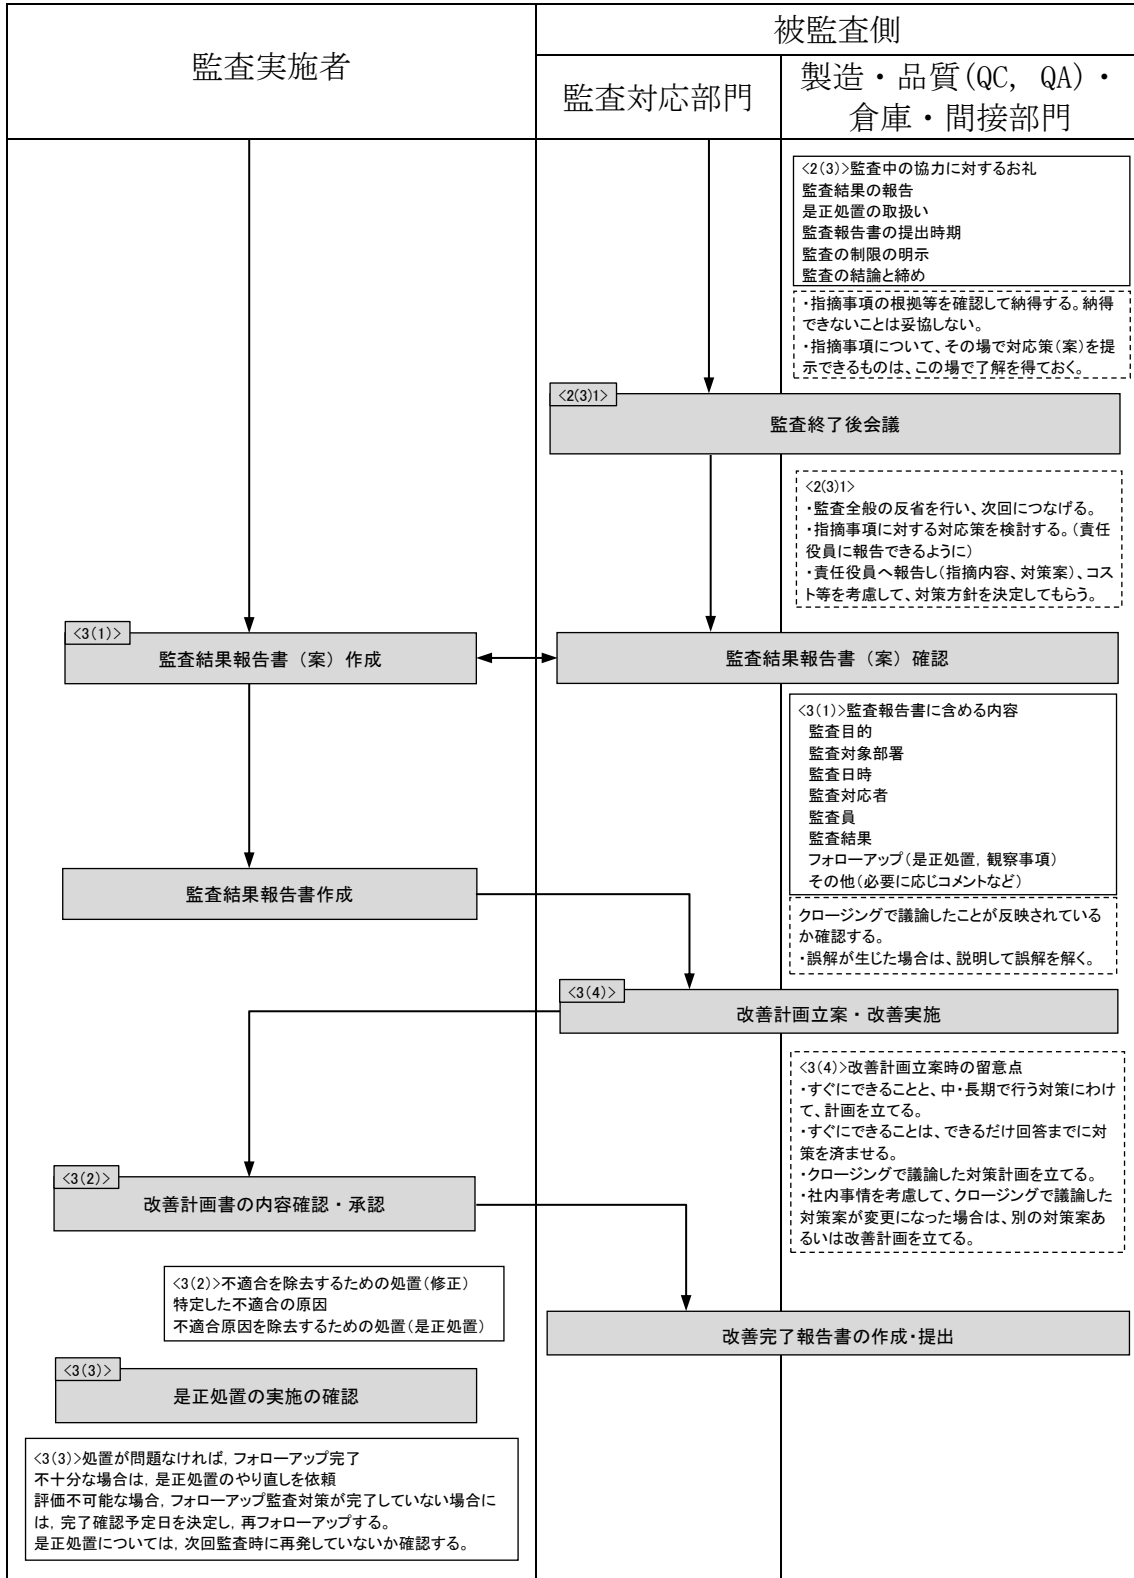 監査実施者
被監査側
監査対応部門
製造・品質(QC, QA)・
倉庫・間接部門
<2(3)>監査中の協力に対するお礼
監査結果の報告
是正処置の取扱い
監査報告書の提出時期
監査の制限の明示
監査の結論と締め
・指摘事項の根拠等を確認して納得する。納得
できないことは妥協しない。
・指摘事項について、その場で対応策(案)を提
示できるものは、この場で了解を得ておく。
<2(3)1>
監査終了後会議
<2(3)1>
・監査全般の反省を行い、次回につなげる。
・指摘事項に対する対応策を検討する。(責任
役員に報告できるように)
・責任役員へ報告し(指摘内容、対策案)、コス
ト等を考慮して、対策方針を決定してもらう。
<3(1)>
監査結果報告書（案）作成
監査結果報告書（案）確認
<3(1)>監査報告書に含める内容
監査目的
監査対象部署
監査日時
監査対応者
監査員
監査結果
フォローアップ(是正処置, 観察事項)
その他(必要に応じコメントなど)
監査結果報告書作成
クロージングで議論したことが反映されている
か確認する。
・誤解が生じた場合は、説明して誤解を解く。
<3(4)>
改善計画立案・改善実施
<3(4)>改善計画立案時の留意点
・すぐにできることと、中・長期で行う対策にわけ
て、計画を立てる。
・すぐにできることは、できるだけ回答までに対
策を済ませる。
・クロージングで議論した対策計画を立てる。
・社内事情を考慮して、クロージングで議論した
対策案が変更になった場合は、別の対策案あ
るいは改善計画を立てる。
<3(2)>
改善計画書の内容確認・承認
<3(2)>不適合を除去するための処置(修正)
特定した不適合の原因
不適合原因を除去するための処置(是正処置)
改善完了報告書の作成・提出
<3(3)>
是正処置の実施の確認
<3(3)>処置が問題なければ, フォローアップ完了
不十分な場合は, 是正処置のやり直しを依頼
評価不可能な場合, フォローアップ監査対策が完了していない場合に
は, 完了確認予定日を決定し, 再フォローアップする。
是正処置については, 次回監査時に再発していないか確認する。